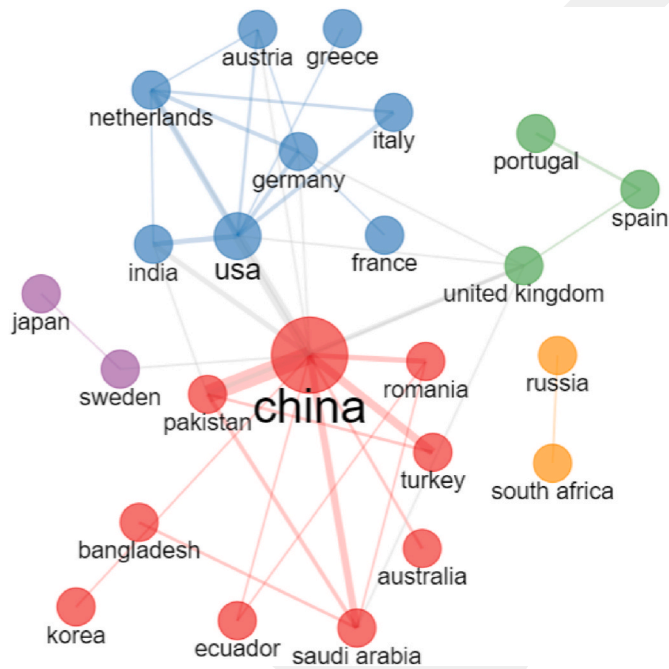 austria
greece
netherlands
italy
portugal
germany
spain
india
usa
france
united kingdom
japan
sweden
romania
russia
china
pakistan
turkey
south africa
bangladesh
australia
korea
ecuador
saudi arabia